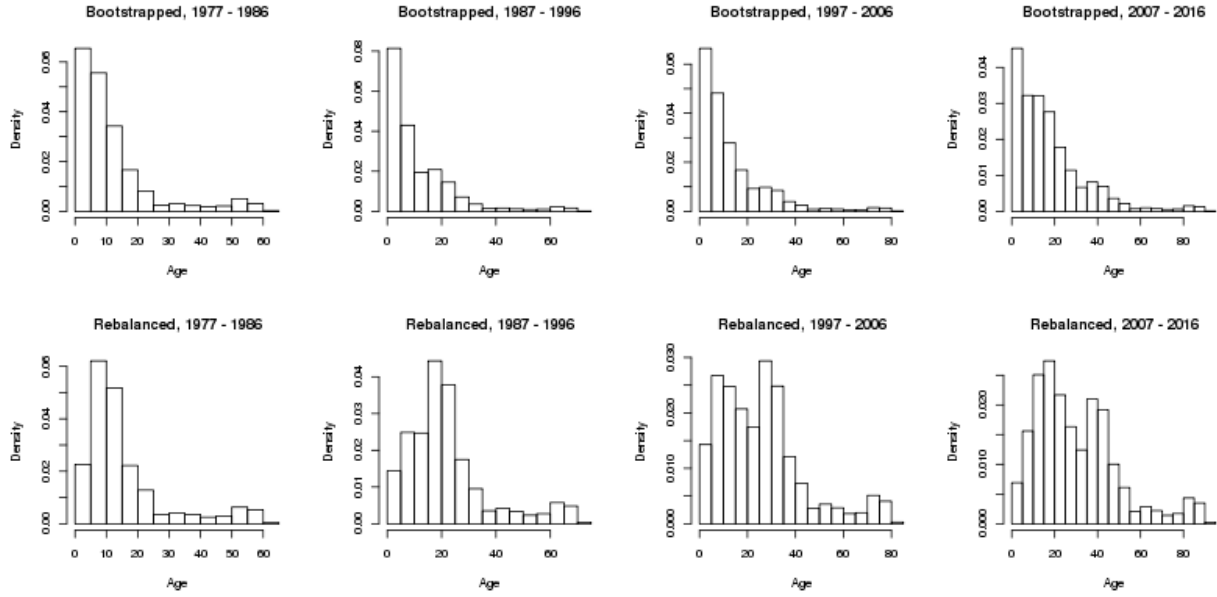 Bootstrapped, 1977 - 1986
Density
0.00 0.02 0.04 0.06
0 10 20 30 40 50 60
Age
Bootstrapped, 1987 - 1996
Density
0.00 0.02 0.04 0.06 0.08
0 20 40 60
Age
Bootstrapped, 1997 - 2006
Density
0.00 0.02 0.04 0.06
0 20 40 60 80
Age
Bootstrapped, 2007 - 2016
Density
0.00 0.01 0.02 0.03 0.04
0 20 40 60 80
Age
Rebalanced, 1977 - 1986
Density
0.00 0.02 0.04 0.06
0 10 20 30 40 50 60
Age
Rebalanced, 1987 - 1996
Density
0.00 0.01 0.02 0.03 0.04
0 20 40 60
Age
Rebalanced, 1997 - 2006
Density
0.000 0.010 0.020 0.030
0 20 40 60 80
Age
Rebalanced, 2007 - 2016
Density
0.000 0.010 0.020
0 20 40 60 80
Age